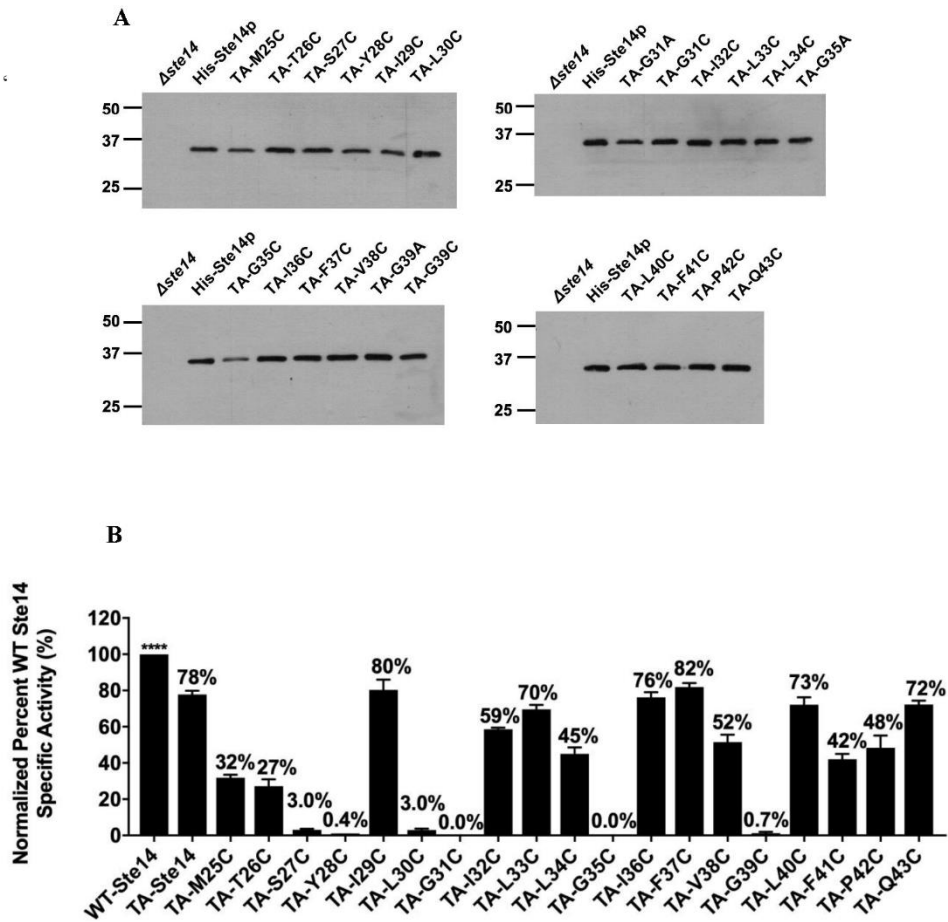 A
Δste14 His-Ste14p TA-M25C TA-T26C TA-S27C TA-Y28C TA-I29C TA-L30C
50
37
25
Δste14 His-Ste14p TA-G31A TA-G31C TA-I32C TA-L33C TA-L34C TA-G35A
50
37
25
Δste14 His-Ste14p TA-G35C TA-I36C TA-F37C TA-V38C TA-G39A TA-G39C
50
37
25
Δste14 His-Ste14p TA-L40C TA-F41C TA-P42C TA-Q43C
50
37
25
B
Normalized Percent WT Ste14
Specific Activity (%)
120
100
80
60
40
20
0
**** 78% 32% 27% 3.0% 0.4% 80% 3.0% 0.0% 59% 70% 45% 0.0% 76% 82% 52% 0.7% 73% 42% 48% 72%
WT-Ste14 TA-Ste14 TA-M25C TA-T26C TA-S27C TA-Y28C TA-I29C TA-L30C TA-G31C TA-I32C TA-L33C TA-L34C TA-G35C TA-I36C TA-F37C TA-V38C TA-G39C TA-L40C TA-F41C TA-P42C TA-Q43C